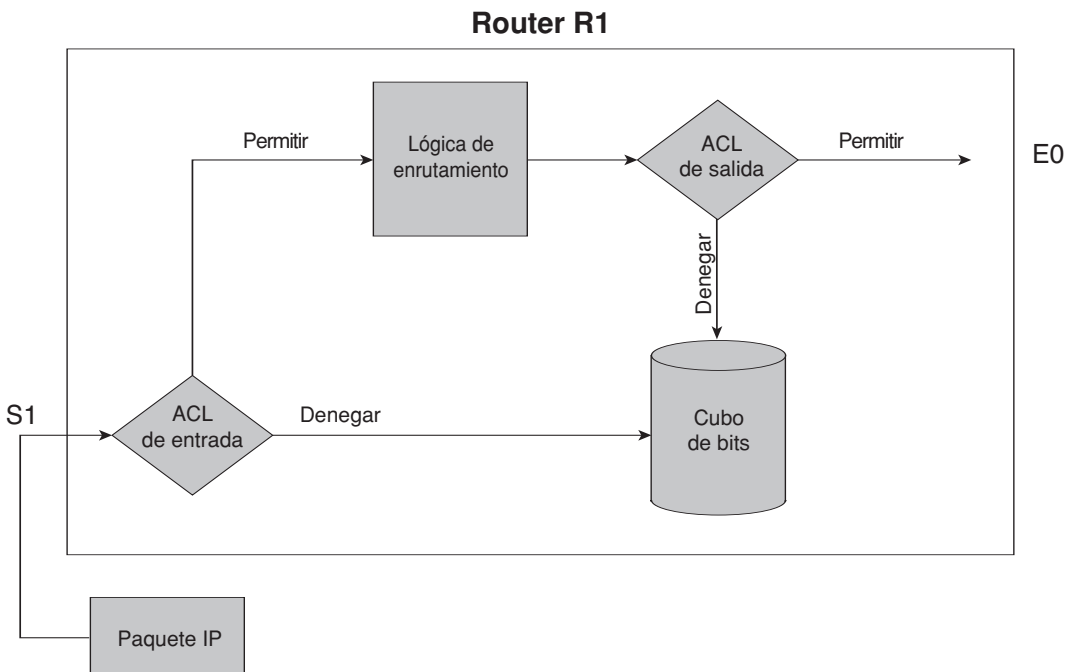 Router R1
Permitir
Lógica de
enrutamiento
ACL
de salida
Permitir
E0
Denegar
S1
ACL
de entrada
Denegar
Cubo
de bits
Paquete IP